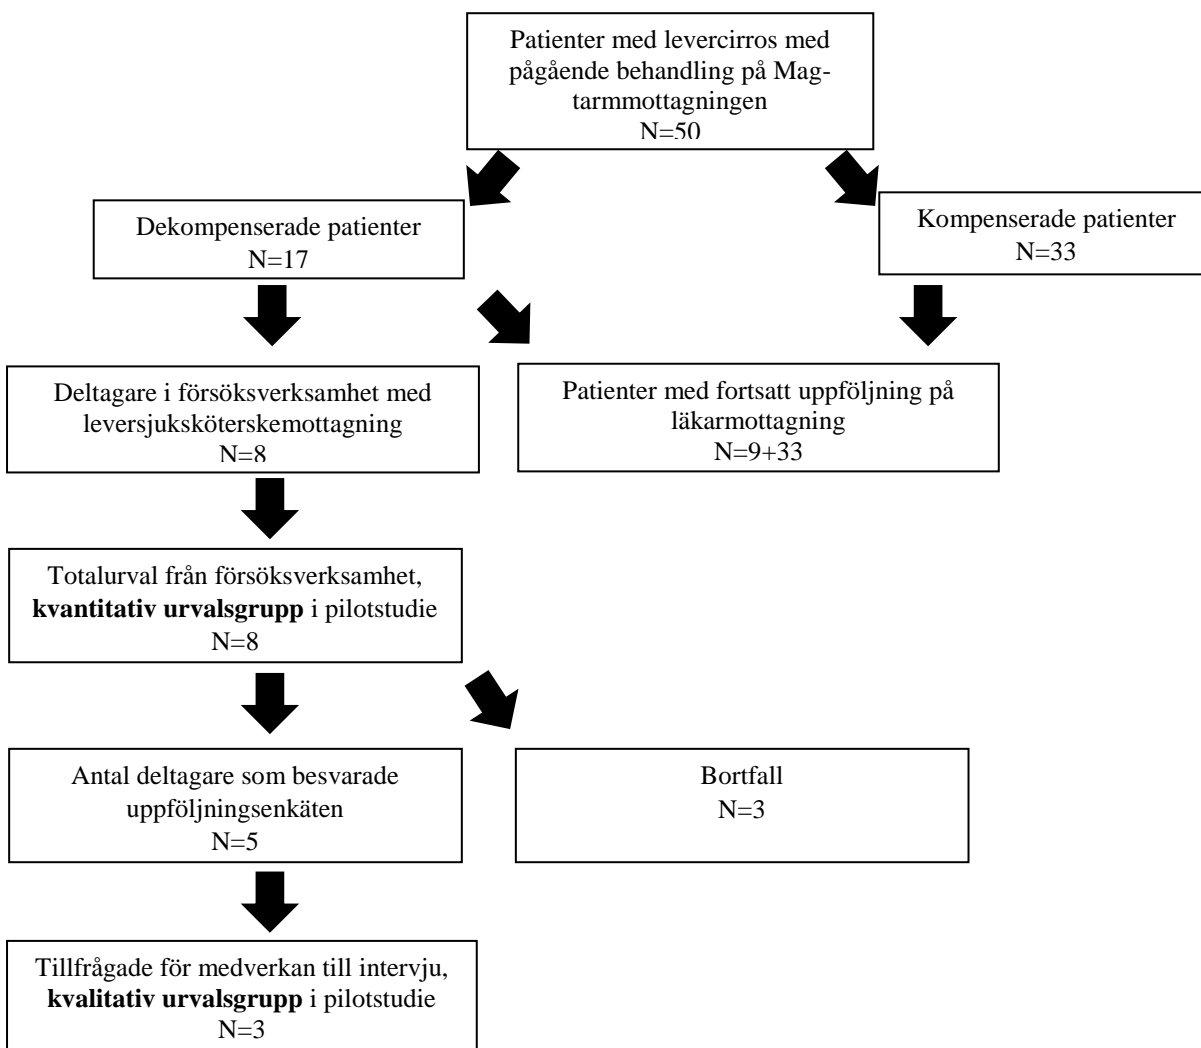 Patienter med levercirros med
pågående behandling på Mag-
tarmmottagningen
N=50
Dekompenserade patienter
N=17
Kompenserade patienter
N=33
Deltagare i försöksverksamhet med
leversjuksköterskemottagning
N=8
Patienter med fortsatt uppföljning på
läkarmottagning
N=9+33
Totalurval från försöksverksamhet,
kvantitativ urvalsgrupp i pilotstudie
N=8
Antal deltagare som besvarade
uppföljningsenkäten
N=5
Bortfall
N=3
Tillfrågade för medverkan till intervju,
kvalitativ urvalsgrupp i pilotstudie
N=3